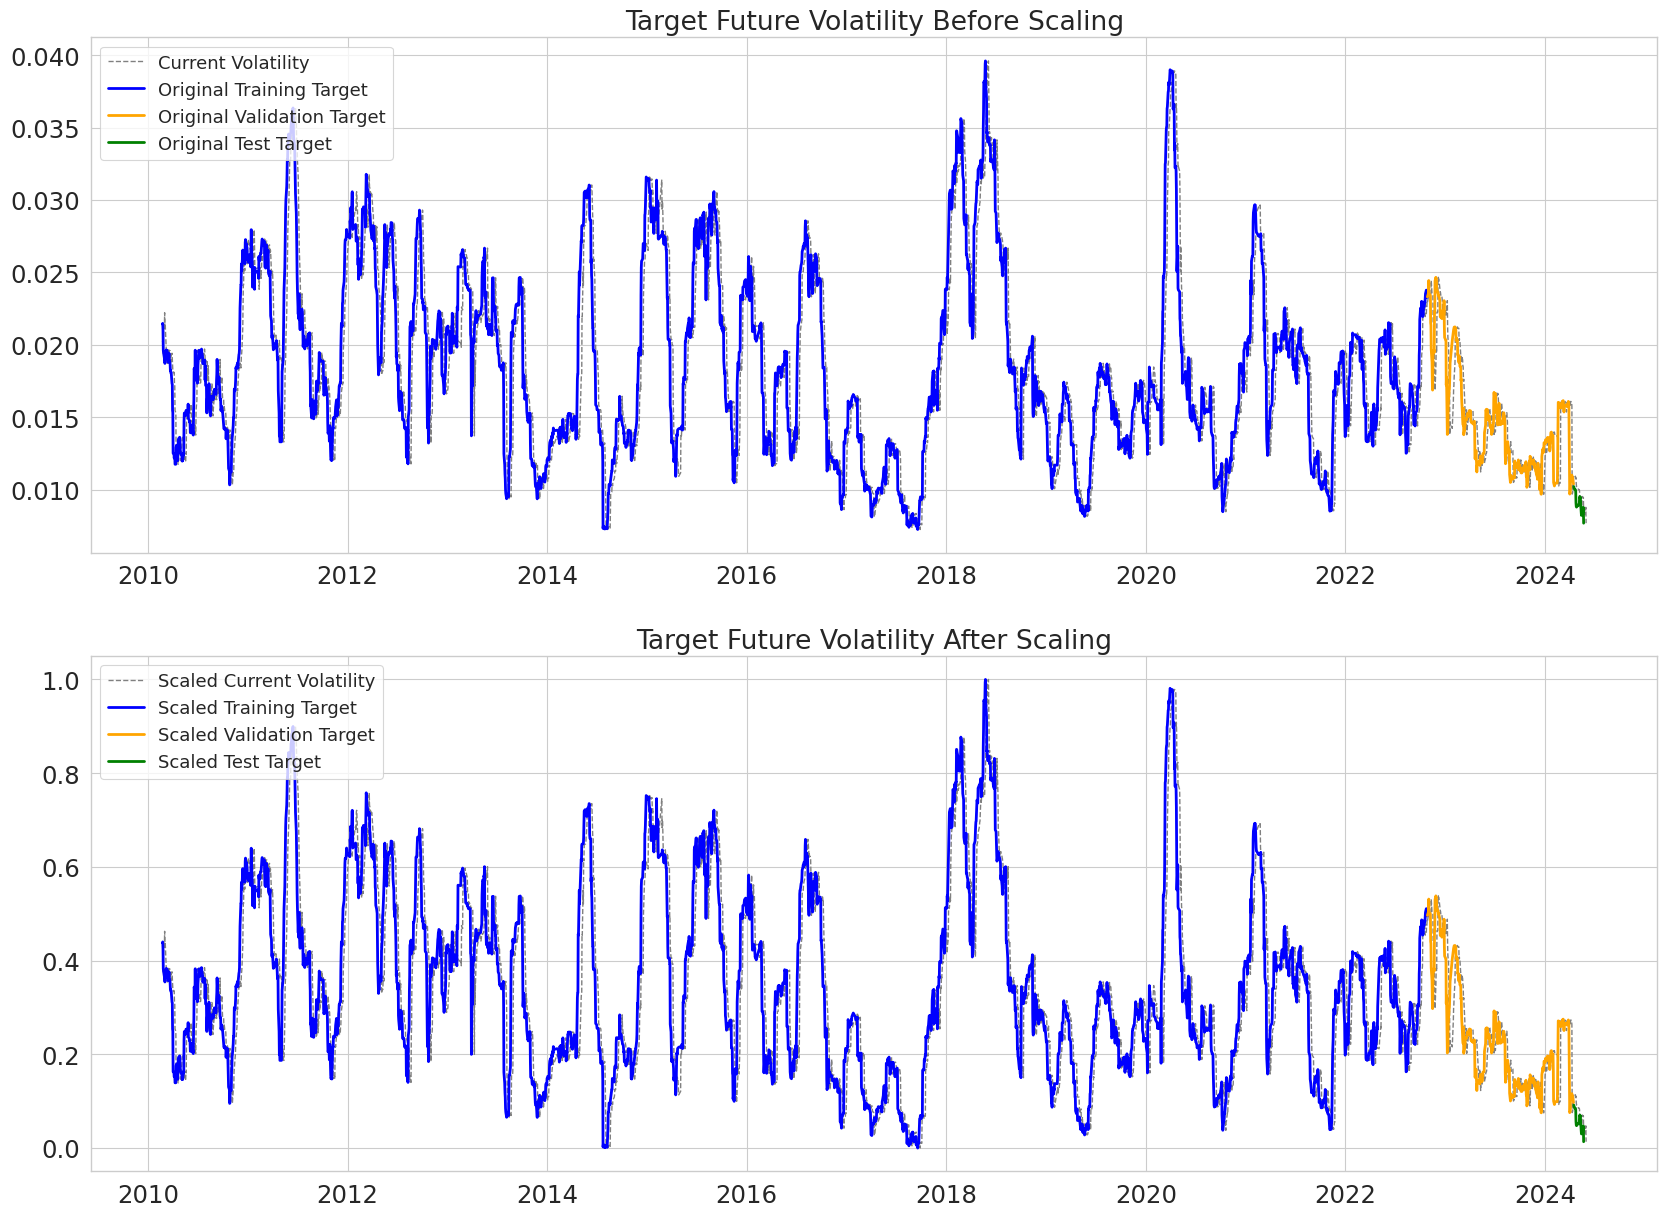 Target Future Volatility Before Scaling
0.040
0.035
0.030
0.025
0.020
0.015
0.010
Current Volatility
Original Training Target
Original Validation Target
Original Test Target
2010 2012 2014 2016 2018 2020 2022 2024
Target Future Volatility After Scaling
1.0
0.8
0.6
0.4
0.2
0.0
Scaled Current Volatility
Scaled Training Target
Scaled Validation Target
Scaled Test Target
2010 2012 2014 2016 2018 2020 2022 2024